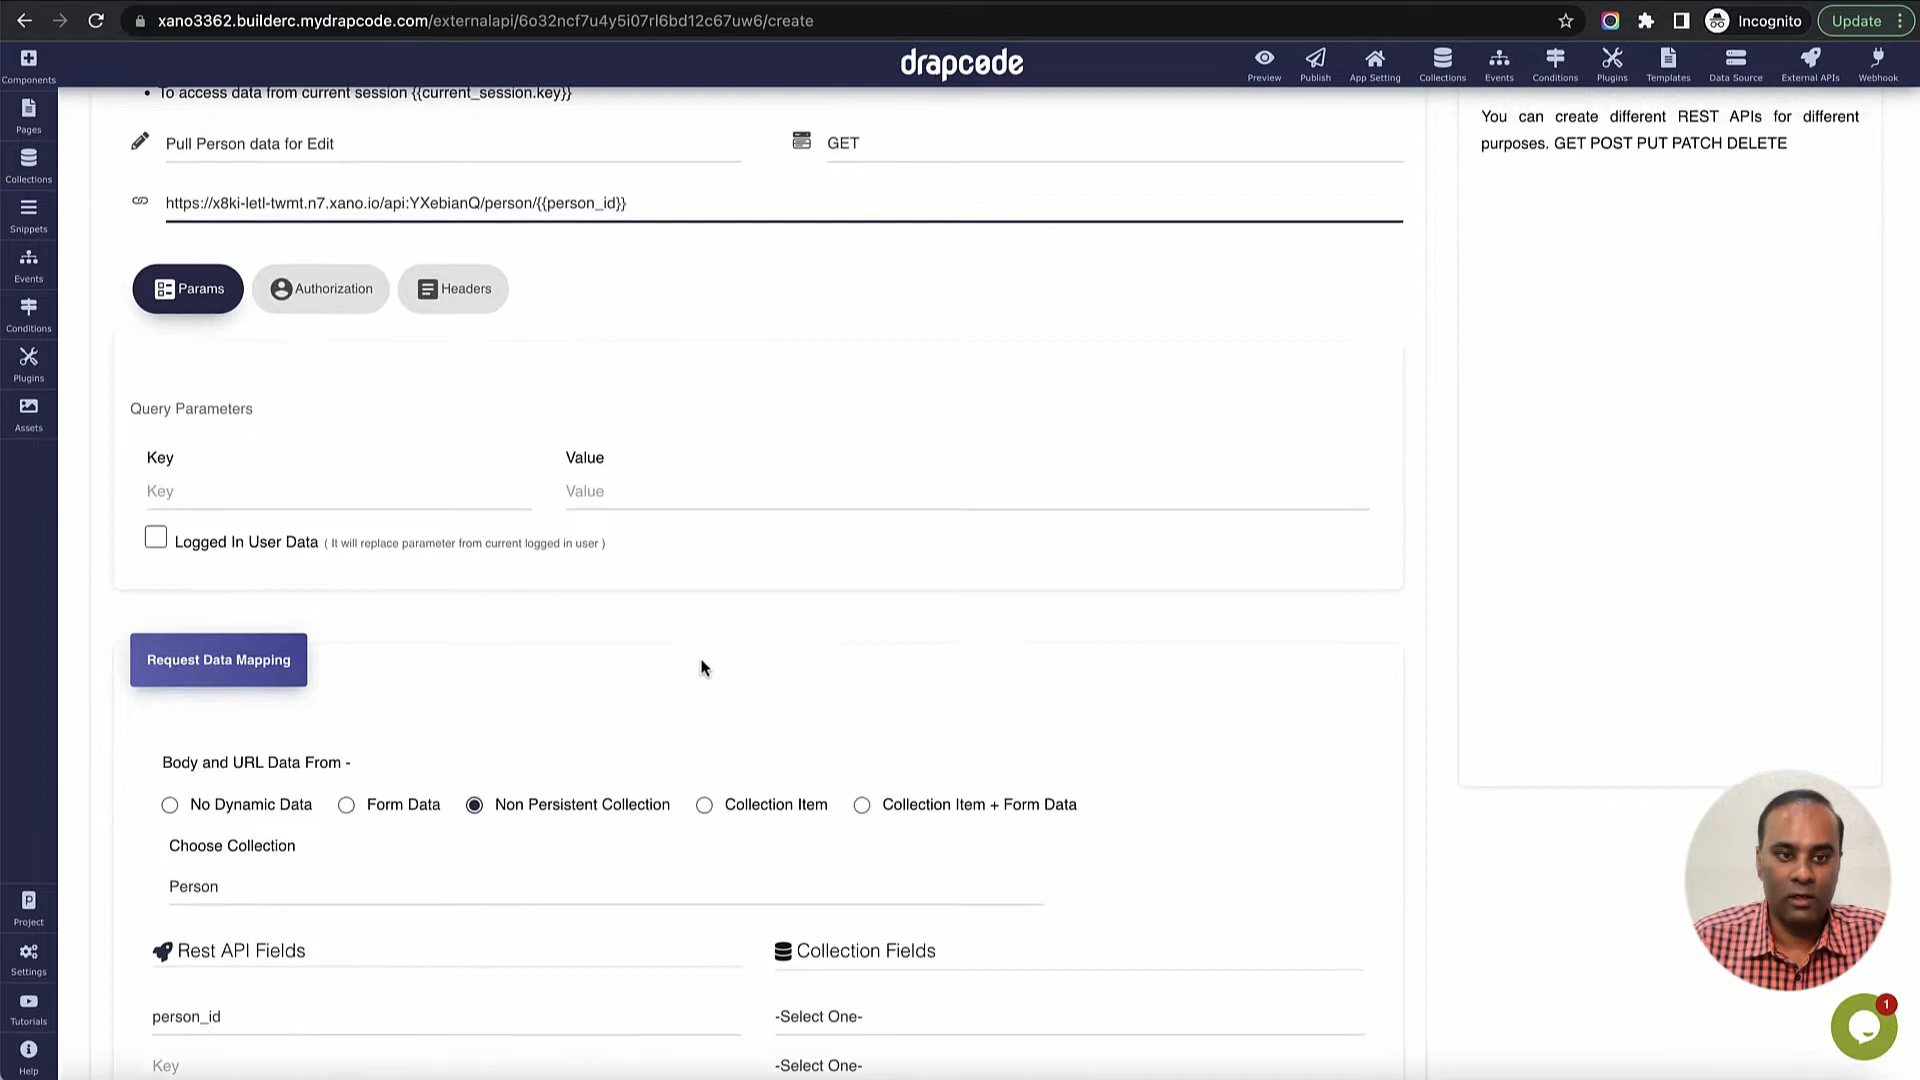 xano3362.builderc.mydrapcode.com/externalapi/6o32ncf7u4y5i07rl6bd12c67uw6/create
Incognito
Update
Components
drapcode
Preview
Publish
App Setting
Collections
Events
Conditions
Plugins
Templates
Data Source
External APIs
Webhook
Pages
Collections
Snippets
Events
Conditions
Plugins
Assets
Project
Settings
Tutorials
Help
• To access data from current session {{current_session.key}}
Pull Person data for Edit
GET
https://x8ki-letl-twmt.n7.xano.io/api:YXebianQ/person/{{person_id}}
Params
Authorization
Headers
Query Parameters
Key
Value
Key
Value
Logged In User Data ( It will replace parameter from current logged in user )
Request Data Mapping
Body and URL Data From -
No Dynamic Data
Form Data
Non Persistent Collection
Collection Item
Collection Item + Form Data
Choose Collection
Person
Rest API Fields
Collection Fields
person_id
-Select One-
Key
-Select One-
You can create different REST APIs for different
purposes. GET POST PUT PATCH DELETE
1